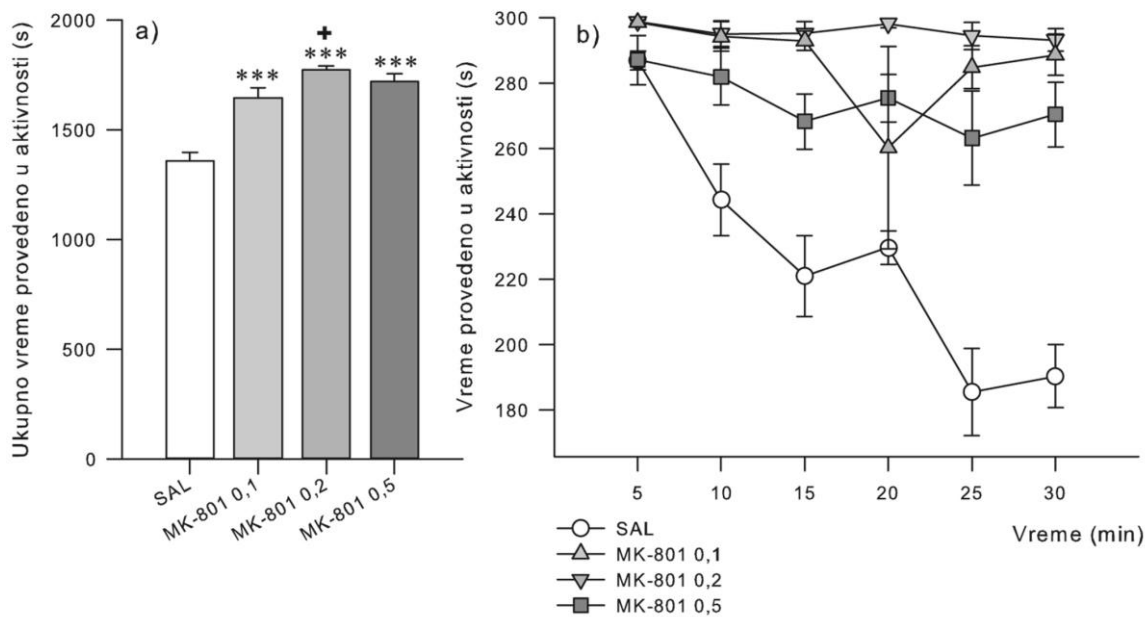 a)
Ukupno vreme provedeno u aktivnosti (s)
2000
1500
1000
500
0
***
+
***
***
SAL
MK-801 0,1
MK-801 0,2
MK-801 0,5
b)
Vreme provedeno u aktivnosti (s)
300
280
260
240
220
200
180
5 10 15 20 25 30
Vreme (min)
SAL
MK-801 0,1
MK-801 0,2
MK-801 0,5